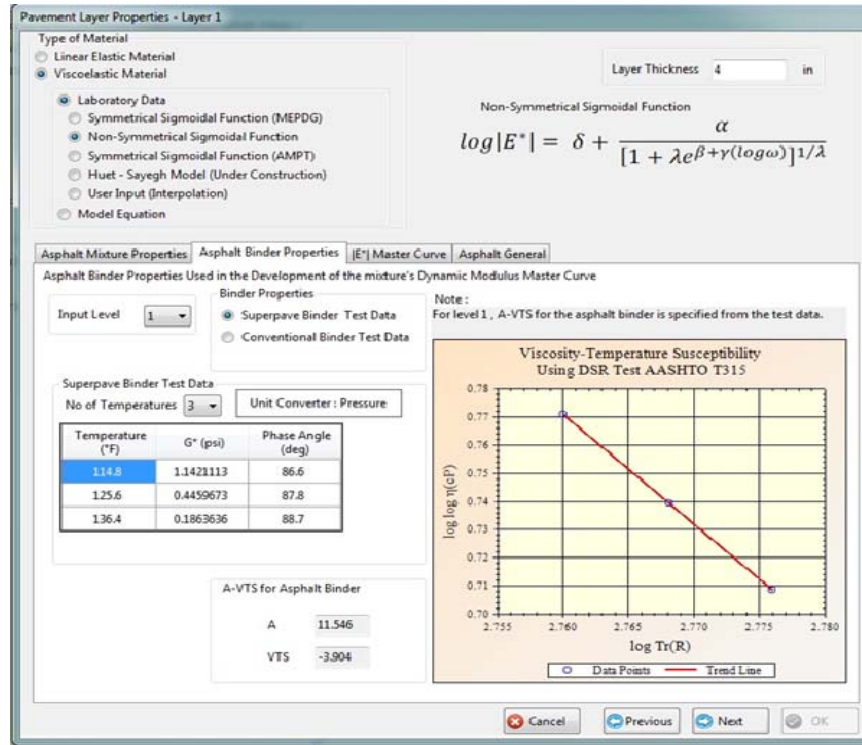 Pavement Layer Properties - Layer 1
Type of Material
Linear Elastic Material
Viscoelastic Material
Laboratory Data
Symmetrical Sigmoidal Function (MEPDG)
Non-Symmetrical Sigmoidal Function
Symmetrical Sigmoidal Function (AMPT)
Huet - Sayegh Model (Under Construction)
User Input (Interpolation)
Model Equation
Layer Thickness 4 in
Non-Symmetrical Sigmoidal Function
log|E*| = δ + α / [1 + λe^{β+γ(logω)}]^{1/λ}
Asphalt Mixture Properties Asphalt Binder Properties |E*| Master Curve Asphalt General
Asphalt Binder Properties Used in the Development of the mixture's Dynamic Modulus Master Curve
Input Level 1
Binder Properties
Superpave Binder Test Data
Conventional Binder Test Data
Note :
For level 1 , A-VTS for the asphalt binder is specified from the test data.
Superpave Binder Test Data
No of Temperatures 3 Unit Converter : Pressure
Temperature (°F) G* (psi) Phase Angle (deg)
114.8 1.1421113 86.6
125.6 0.4459673 87.8
136.4 0.1863636 88.7
A-VTS for Asphalt Binder
A 11.546
VTS -3.904
Viscosity-Temperature Susceptibility
Using DSR Test AASHTO T315
log log η(cP)
0.78
0.77
0.76
0.75
0.74
0.73
0.72
0.71
0.70
2.755 2.760 2.765 2.770 2.775 2.780
log Tr(R)
Data Points Trend Line
Cancel Previous Next OK